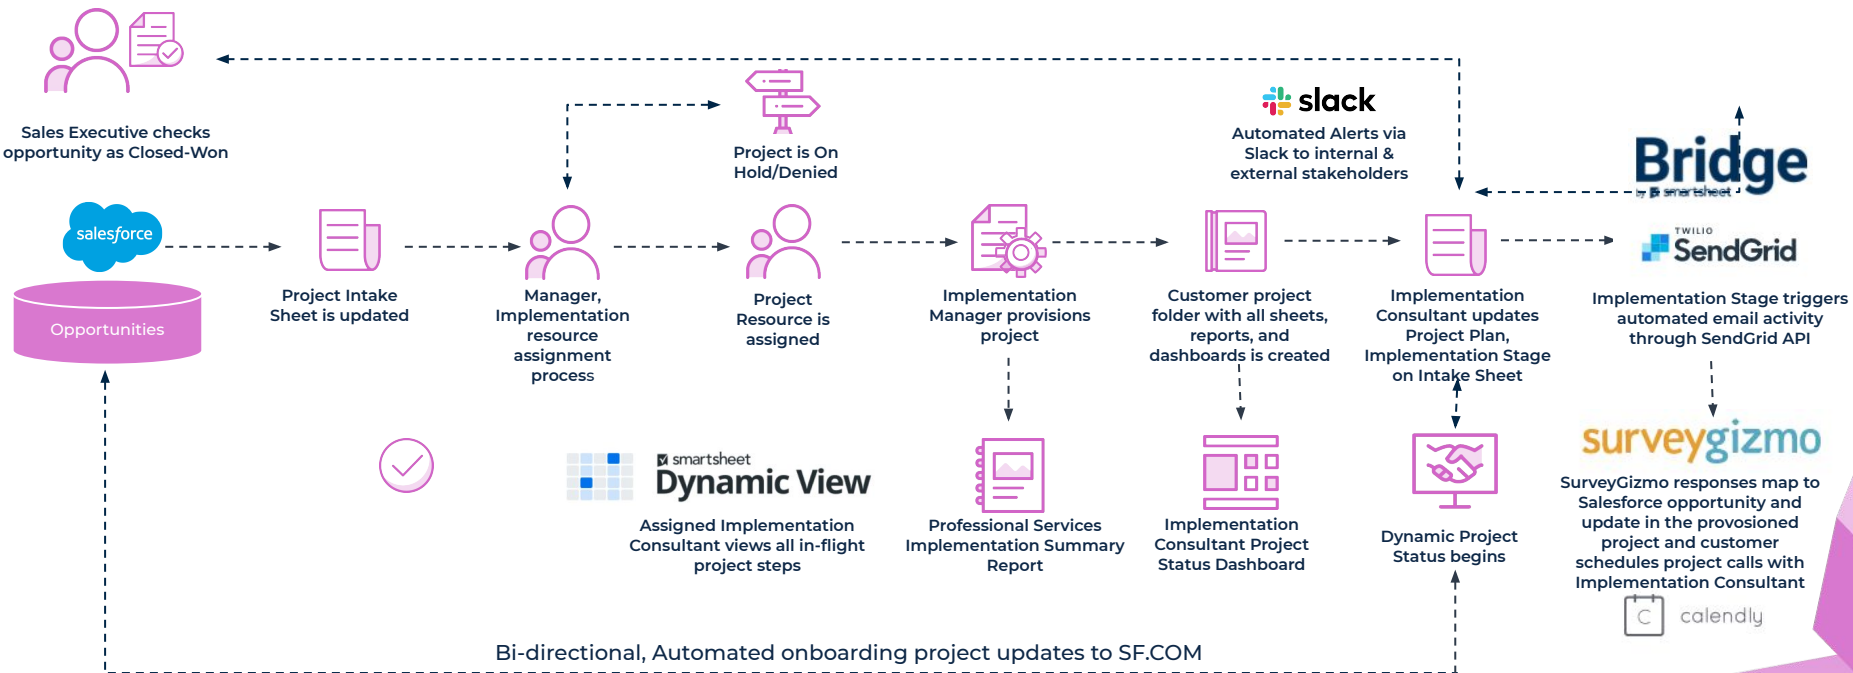 Sales Executive checks
opportunity as Closed-Won
salesforce
Opportunities
Project Intake
Sheet is updated
Manager,
Implementation
resource
assignment
process
Project is On
Hold/Denied
Project
Resource is
assigned
Implementation
Manager provisions
project
Customer project
folder with all sheets,
reports, and
dashboards is created
slack
Automated Alerts via
Slack to internal &
external stakeholders
Implementation
Consultant updates
Project Plan,
Implementation Stage
on Intake Sheet
Bridge
by smartsheet
TWILIO
SendGrid
Implementation Stage triggers
automated email activity
through SendGrid API
smartsheet
Dynamic View
Assigned Implementation
Consultant views all in-flight
project steps
Professional Services
Implementation Summary
Report
Implementation
Consultant Project
Status Dashboard
Dynamic Project
Status begins
surveygizmo
SurveyGizmo responses map to
Salesforce opportunity and
update in the provosioned
project and customer
schedules project calls with
Implementation Consultant
C calendly
Bi-directional, Automated onboarding project updates to SF.COM